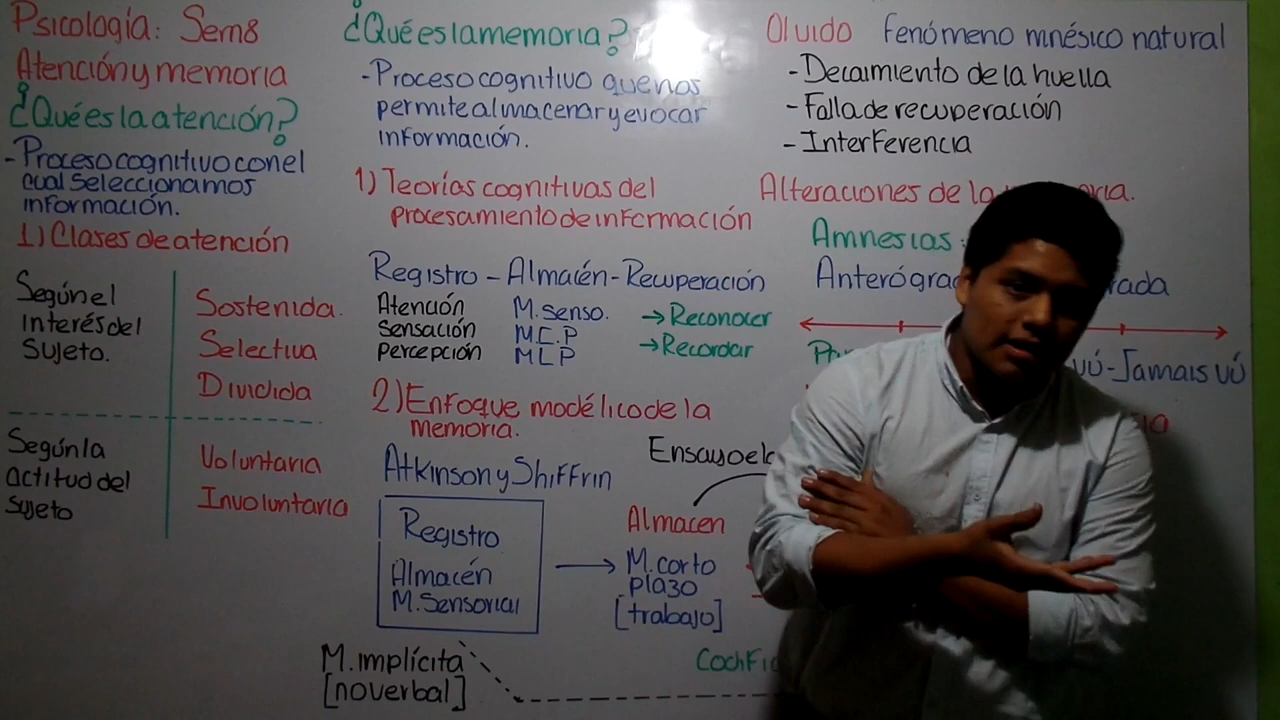 Psicología: Sem8
Atención y memoria
¿Qué es la atención?
- Proceso cognitivo con el
cual seleccionamos
información.
1) Clases de atención
Según el
interés del
sujeto.
Sostenida.
Selectiva
Dividida
Según la
actitud del
sujeto
Voluntaria
Involuntaria
¿Qué es la memoria?
- Proceso cognitivo que nos
permite almacenar y evocar
información.
1) Teorías cognitivas del
procesamiento de información
Registro - Almacén - Recuperación
Atención
sensación
percepción
M. Senso.
M C P
M L P
→ Reconocer
→ Recordar
2) Enfoque modélico de la
memoria.
Atkinson y Shiffrin
Registro
Almacén
M. Sensorial
Ensayo
Almacen
M. corto
plazo
[trabajo]
M. implícita
[no verbal]
Olvido fenómeno mnésico natural
- Decaimiento de la huella
- Falla de recuperación
- Interferencia
Alteraciones de la
Amnesias:
vú - Jamais vú